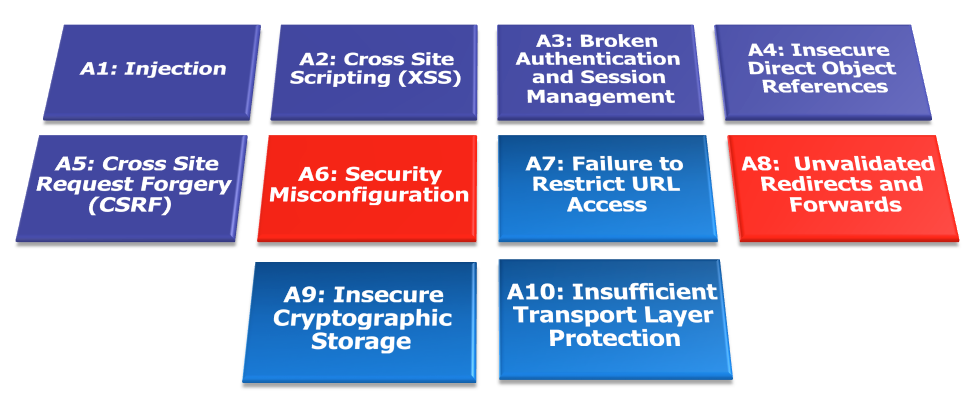 A1: Injection
A2: Cross Site
Scripting (XSS)
A3: Broken
Authentication
and Session
Management
A4: Insecure
Direct Object
References
A5: Cross Site
Request Forgery
(CSRF)
A6: Security
Misconfiguration
A7: Failure to
Restrict URL
Access
A8:  Unvalidated
Redirects and
Forwards
A9: Insecure
Cryptographic
Storage
A10: Insufficient
Transport Layer
Protection